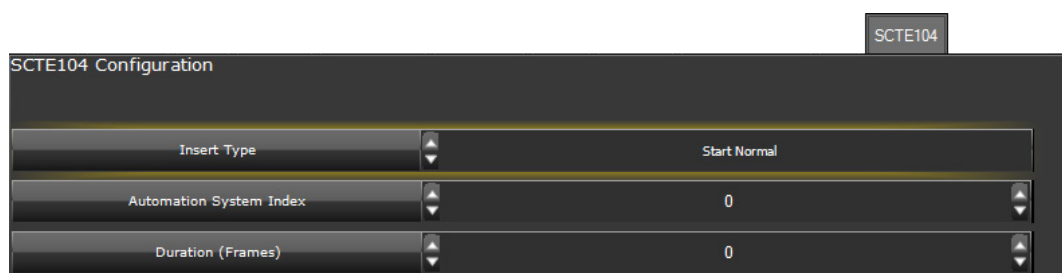 SCTE104
SCTE104 Configuration
Insert Type Start Normal
Automation System Index 0
Duration (Frames) 0